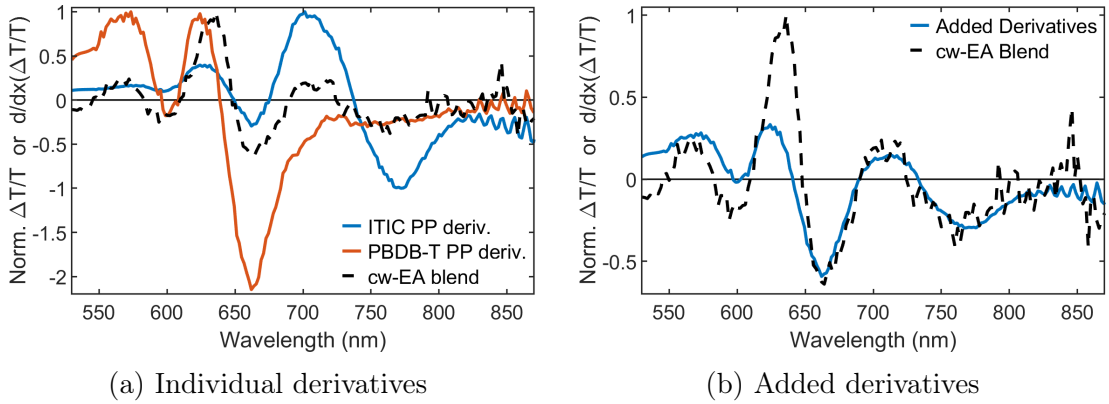 Norm. ΔT/T or d/dx(ΔT/T)
1
0.5
0
-0.5
-1
-1.5
-2
550 600 650 700 750 800 850
Wavelength (nm)
ITIC PP deriv.
PBDB-T PP deriv.
cw-EA blend
(a) Individual derivatives
Norm. ΔT/T or d/dx(ΔT/T)
1
0.5
0
-0.5
550 600 650 700 750 800 850
Wavelength (nm)
Added Derivatives
cw-EA Blend
(b) Added derivatives